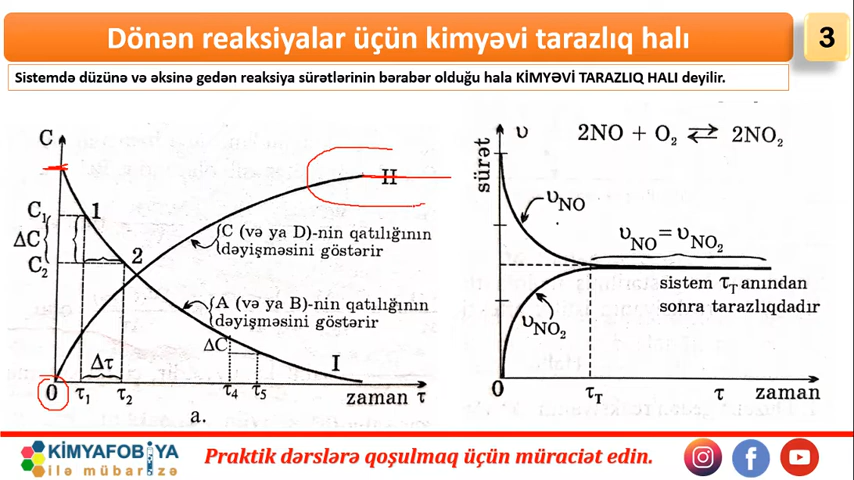 Dönən reaksiyalar üçün kimyəvi tarazlıq halı
3
Sistemdə düzünə və əksinə gedən reaksiya sürətlərinin bərabər olduğu hala KİMYƏVİ TARAZLIQ HALI deyilir.
C
C₁
ΔC
C₂
1
2
II
C (və ya D)-nin qatılığının
dəyişməsini göstərir
A (və ya B)-nin qatılığının
dəyişməsini göstərir
ΔC
I
Δτ
0
τ₁
τ₂
τ₄
τ₅
zaman τ
a.
sürət
υ
2NO + O₂ ⇄ 2NO₂
υNO
υNO = υNO₂
sistem τT anından
sonra tarazlıqdadır
υNO₂
0
τT
τ
zaman
KİMYAFOBİYA
ilə mübarizə
Praktik dərslərə qoşulmaq üçün müraciət edin.